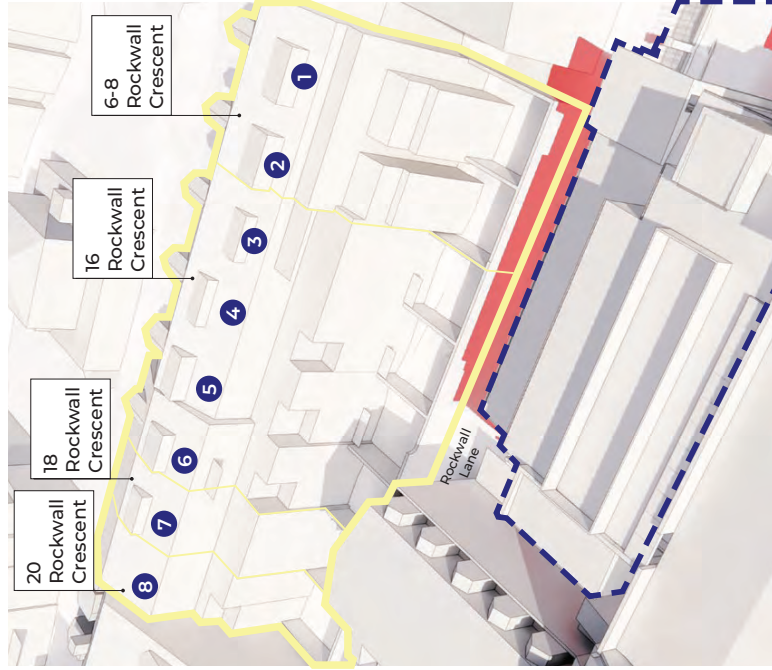 20
Rockwall
Crescent
18
Rockwall
Crescent
16
Rockwall
Crescent
6-8
Rockwall
Crescent
8
7
6
5
4
3
2
1
Rockwall
Lane